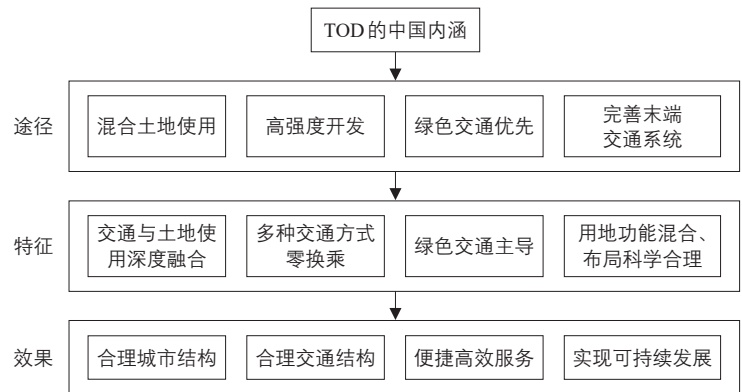 TOD的中国内涵
途径
混合土地使用
高强度开发
绿色交通优先
完善末端
交通系统
特征
交通与土地使
用深度融合
多种交通方式
零换乘
绿色交通主导
用地功能混合、
布局科学合理
效果
合理城市结构
合理交通结构
便捷高效服务
实现可持续发展